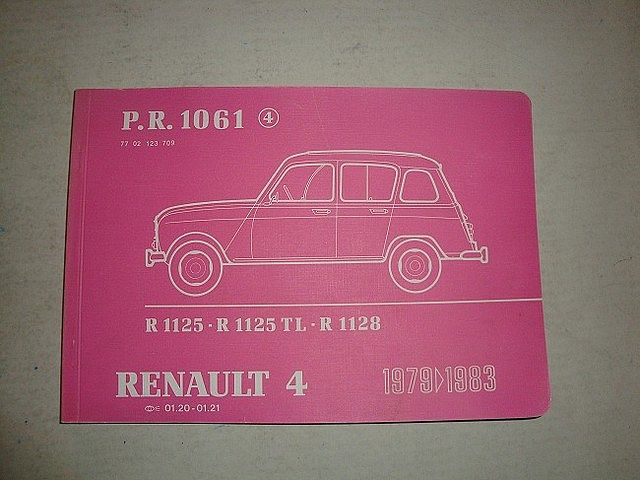 P.R. 1061 ④
77 02 123 709
R 1125 · R 1125 TL · R 1128
RENAULT 4
1979▷1983
01.20 - 01.21